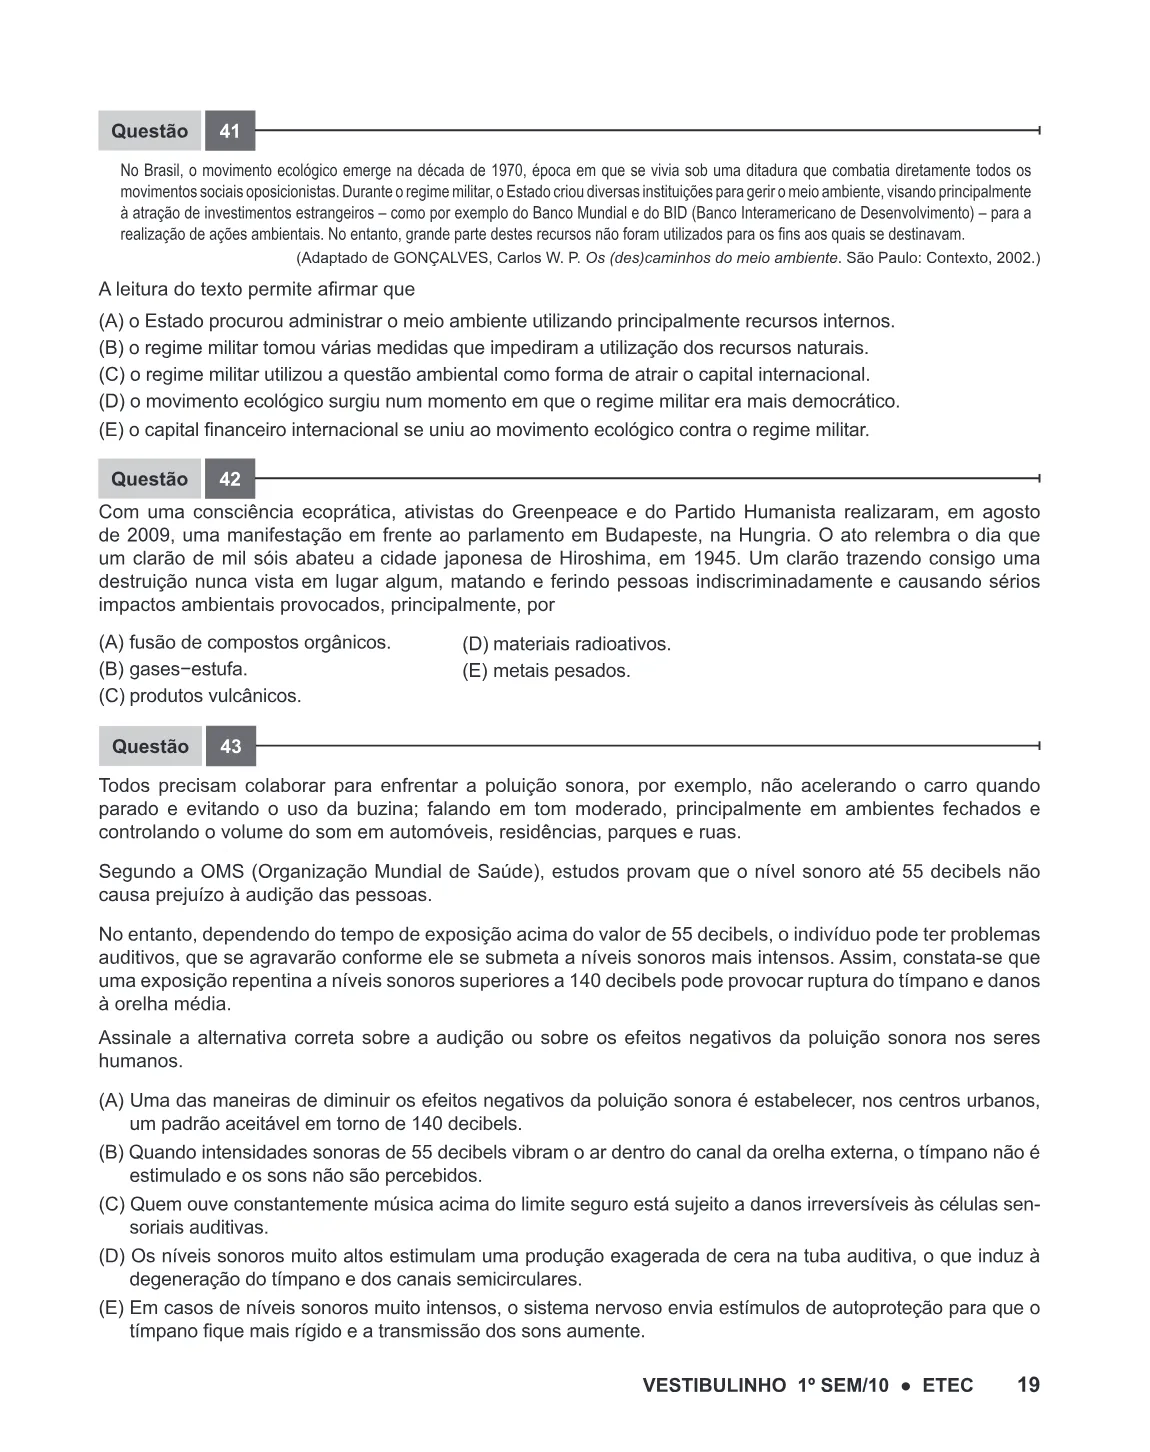 Questão 41
No Brasil, o movimento ecológico emerge na década de 1970, época em que se vivia sob uma ditadura que combatia diretamente todos os
movimentos sociais oposicionistas. Durante o regime militar, o Estado criou diversas instituições para gerir o meio ambiente, visando principalmente
à atração de investimentos estrangeiros – como por exemplo do Banco Mundial e do BID (Banco Interamericano de Desenvolvimento) – para a
realização de ações ambientais. No entanto, grande parte destes recursos não foram utilizados para os fins aos quais se destinavam.
(Adaptado de GONÇALVES, Carlos W. P. Os (des)caminhos do meio ambiente. São Paulo: Contexto, 2002.)
A leitura do texto permite afirmar que
(A) o Estado procurou administrar o meio ambiente utilizando principalmente recursos internos.
(B) o regime militar tomou várias medidas que impediram a utilização dos recursos naturais.
(C) o regime militar utilizou a questão ambiental como forma de atrair o capital internacional.
(D) o movimento ecológico surgiu num momento em que o regime militar era mais democrático.
(E) o capital financeiro internacional se uniu ao movimento ecológico contra o regime militar.
Questão 42
Com uma consciência ecoprática, ativistas do Greenpeace e do Partido Humanista realizaram, em agosto
de 2009, uma manifestação em frente ao parlamento em Budapeste, na Hungria. O ato relembra o dia que
um clarão de mil sóis abateu a cidade japonesa de Hiroshima, em 1945. Um clarão trazendo consigo uma
destruição nunca vista em lugar algum, matando e ferindo pessoas indiscriminadamente e causando sérios
impactos ambientais provocados, principalmente, por
(A) fusão de compostos orgânicos.
(B) gases−estufa.
(C) produtos vulcânicos.
(D) materiais radioativos.
(E) metais pesados.
Questão 43
Todos precisam colaborar para enfrentar a poluição sonora, por exemplo, não acelerando o carro quando
parado e evitando o uso da buzina; falando em tom moderado, principalmente em ambientes fechados e
controlando o volume do som em automóveis, residências, parques e ruas.
Segundo a OMS (Organização Mundial de Saúde), estudos provam que o nível sonoro até 55 decibels não
causa prejuízo à audição das pessoas.
No entanto, dependendo do tempo de exposição acima do valor de 55 decibels, o indivíduo pode ter problemas
auditivos, que se agravarão conforme ele se submeta a níveis sonoros mais intensos. Assim, constata-se que
uma exposição repentina a níveis sonoros superiores a 140 decibels pode provocar ruptura do tímpano e danos
à orelha média.
Assinale a alternativa correta sobre a audição ou sobre os efeitos negativos da poluição sonora nos seres
humanos.
(A) Uma das maneiras de diminuir os efeitos negativos da poluição sonora é estabelecer, nos centros urbanos,
um padrão aceitável em torno de 140 decibels.
(B) Quando intensidades sonoras de 55 decibels vibram o ar dentro do canal da orelha externa, o tímpano não é
estimulado e os sons não são percebidos.
(C) Quem ouve constantemente música acima do limite seguro está sujeito a danos irreversíveis às células sen-
soriais auditivas.
(D) Os níveis sonoros muito altos estimulam uma produção exagerada de cera na tuba auditiva, o que induz à
degeneração do tímpano e dos canais semicirculares.
(E) Em casos de níveis sonoros muito intensos, o sistema nervoso envia estímulos de autoproteção para que o
tímpano fique mais rígido e a transmissão dos sons aumente.
VESTIBULINHO 1º SEM/10 ● ETEC 19